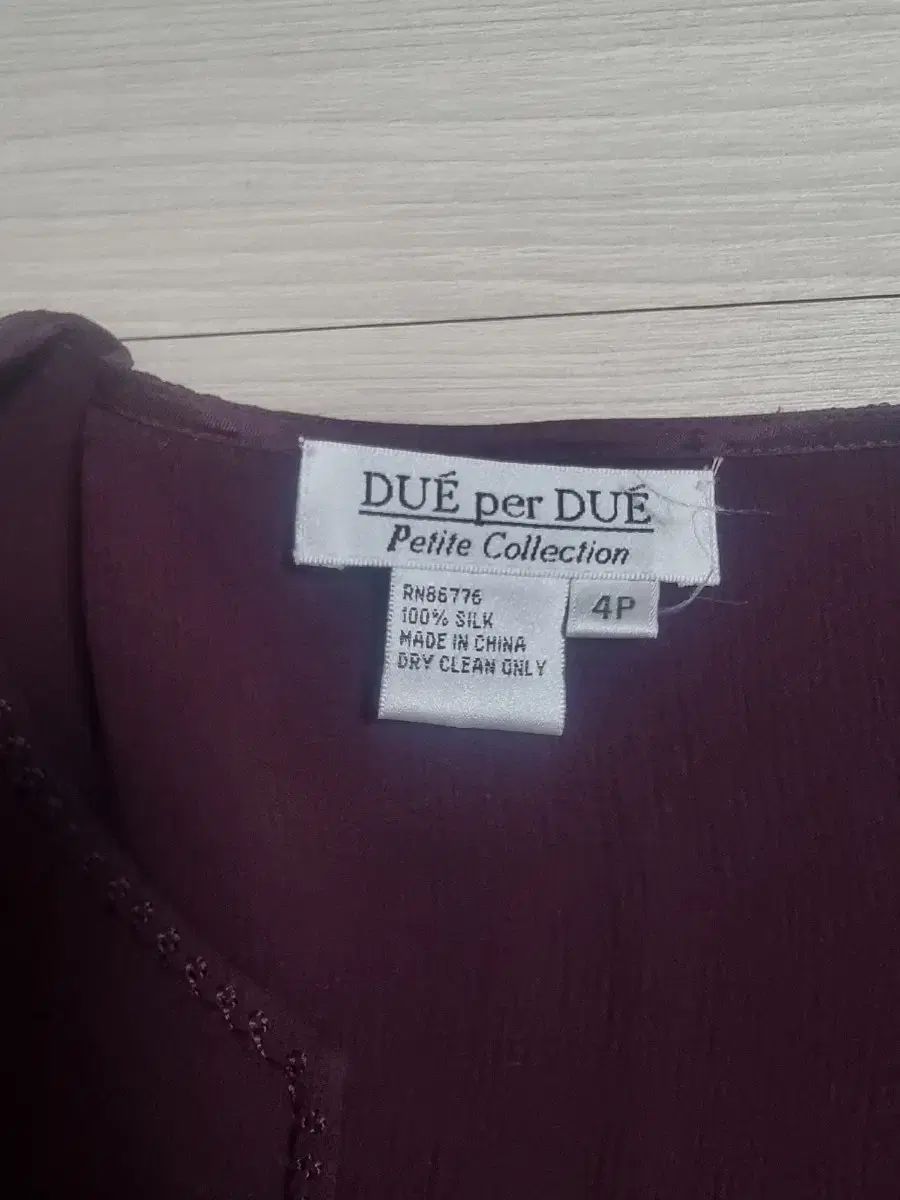 DUÉ per DUÉ
Petite Collection
RN86776
100% SILK
MADE IN CHINA
DRY CLEAN ONLY
4P